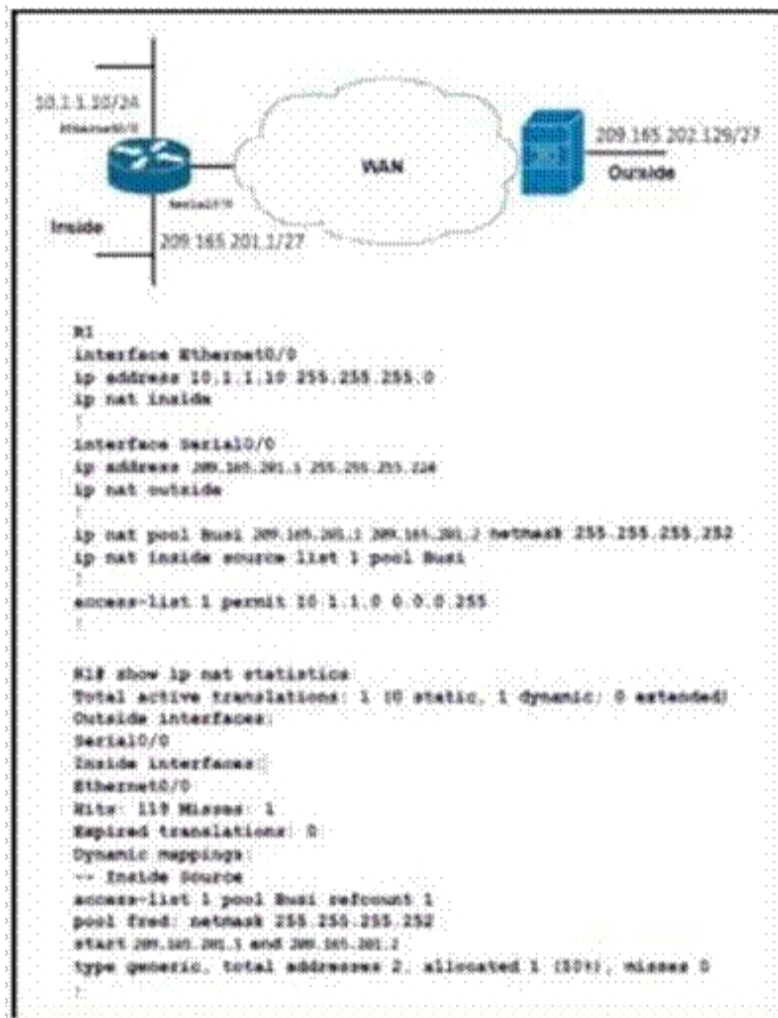 10.1.1.10/24
Ethernet0/0
WAN
209.165.202.129/27
Outside
Serial0/0
Inside
209.165.201.1/27
R1
interface Ethernet0/0
ip address 10.1.1.10 255.255.255.0
ip nat inside
!
interface Serial0/0
ip address 209.165.201.1 255.255.255.224
ip nat outside
!
ip nat pool Busi 209.165.201.1 209.165.201.2 netmask 255.255.255.252
ip nat inside source list 1 pool Busi
!
access-list 1 permit 10.1.1.0 0.0.0.255
!
R1# show ip nat statistics
Total active translations: 1 (0 static, 1 dynamic; 0 extended)
Outside interfaces:
Serial0/0
Inside interfaces:
Ethernet0/0
Hits: 119 Misses: 1
Expired translations: 0
Dynamic mappings:
-- Inside Source
access-list 1 pool Busi refcount 1
pool fred: netmask 255.255.255.252
start 209.165.201.1 end 209.165.201.2
type generic, total addresses 2, allocated 1 (50%), misses 0
!